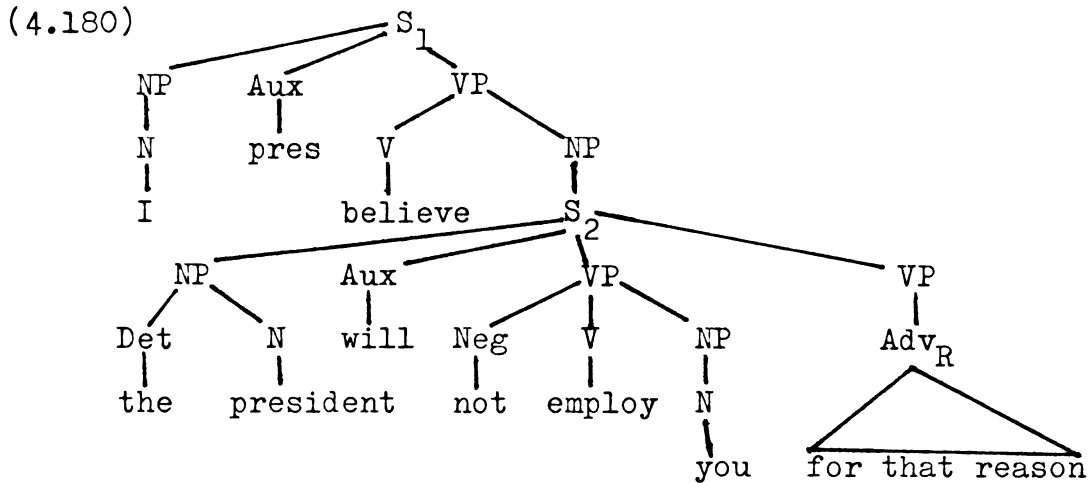 (4.180) S1
NP Aux VP
N pres V NP
I believe S2
NP Aux VP VP
Det N will Neg V NP AdvR
the president not employ N
you for that reason